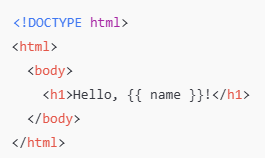 <!DOCTYPE html>
<html>
  <body>
    <h1>Hello, {{ name }}!</h1>
  </body>
</html>